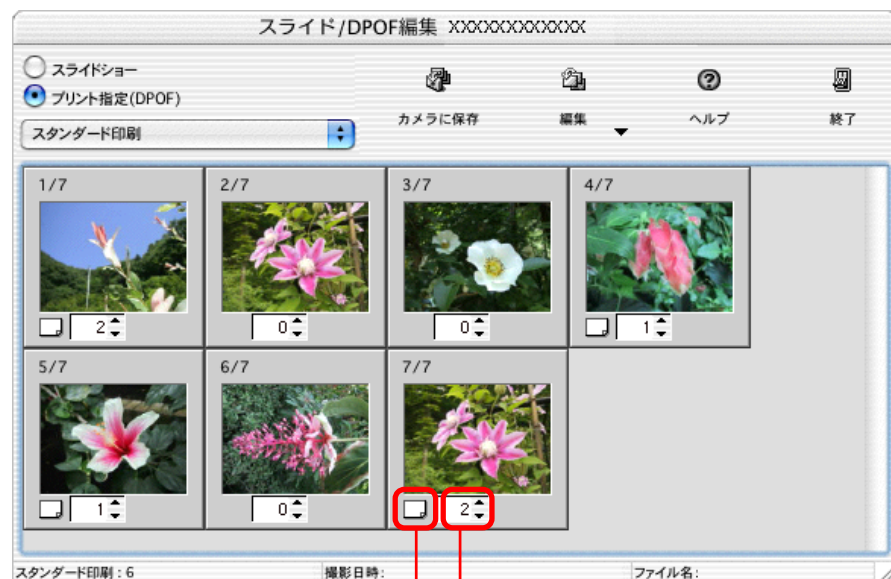 スライド/DPOF編集 XXXXXXXXXXXXX
スライドショー
プリント指定(DPOF)
スタンダード印刷
カメラに保存
編集
ヘルプ
終了
1/7
2/7
3/7
4/7
2
0
0
1
5/7
6/7
7/7
1
0
2
スタンダード印刷：6
撮影日時：
ファイル名：